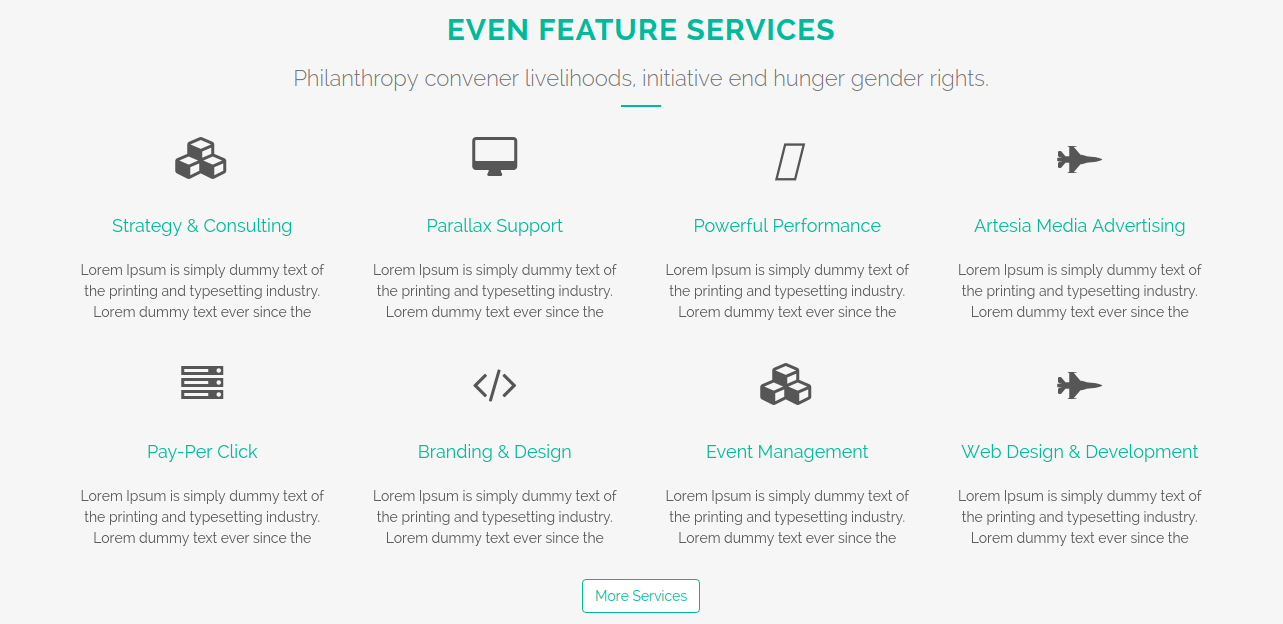 EVEN FEATURE SERVICES
Philanthropy convener livelihoods, initiative end hunger gender rights.
Strategy & Consulting
Lorem Ipsum is simply dummy text of
the printing and typesetting industry.
Lorem dummy text ever since the
Parallax Support
Lorem Ipsum is simply dummy text of
the printing and typesetting industry.
Lorem dummy text ever since the
Powerful Performance
Lorem Ipsum is simply dummy text of
the printing and typesetting industry.
Lorem dummy text ever since the
Artesia Media Advertising
Lorem Ipsum is simply dummy text of
the printing and typesetting industry.
Lorem dummy text ever since the
Pay-Per Click
Lorem Ipsum is simply dummy text of
the printing and typesetting industry.
Lorem dummy text ever since the
Branding & Design
Lorem Ipsum is simply dummy text of
the printing and typesetting industry.
Lorem dummy text ever since the
Event Management
Lorem Ipsum is simply dummy text of
the printing and typesetting industry.
Lorem dummy text ever since the
Web Design & Development
Lorem Ipsum is simply dummy text of
the printing and typesetting industry.
Lorem dummy text ever since the
More Services